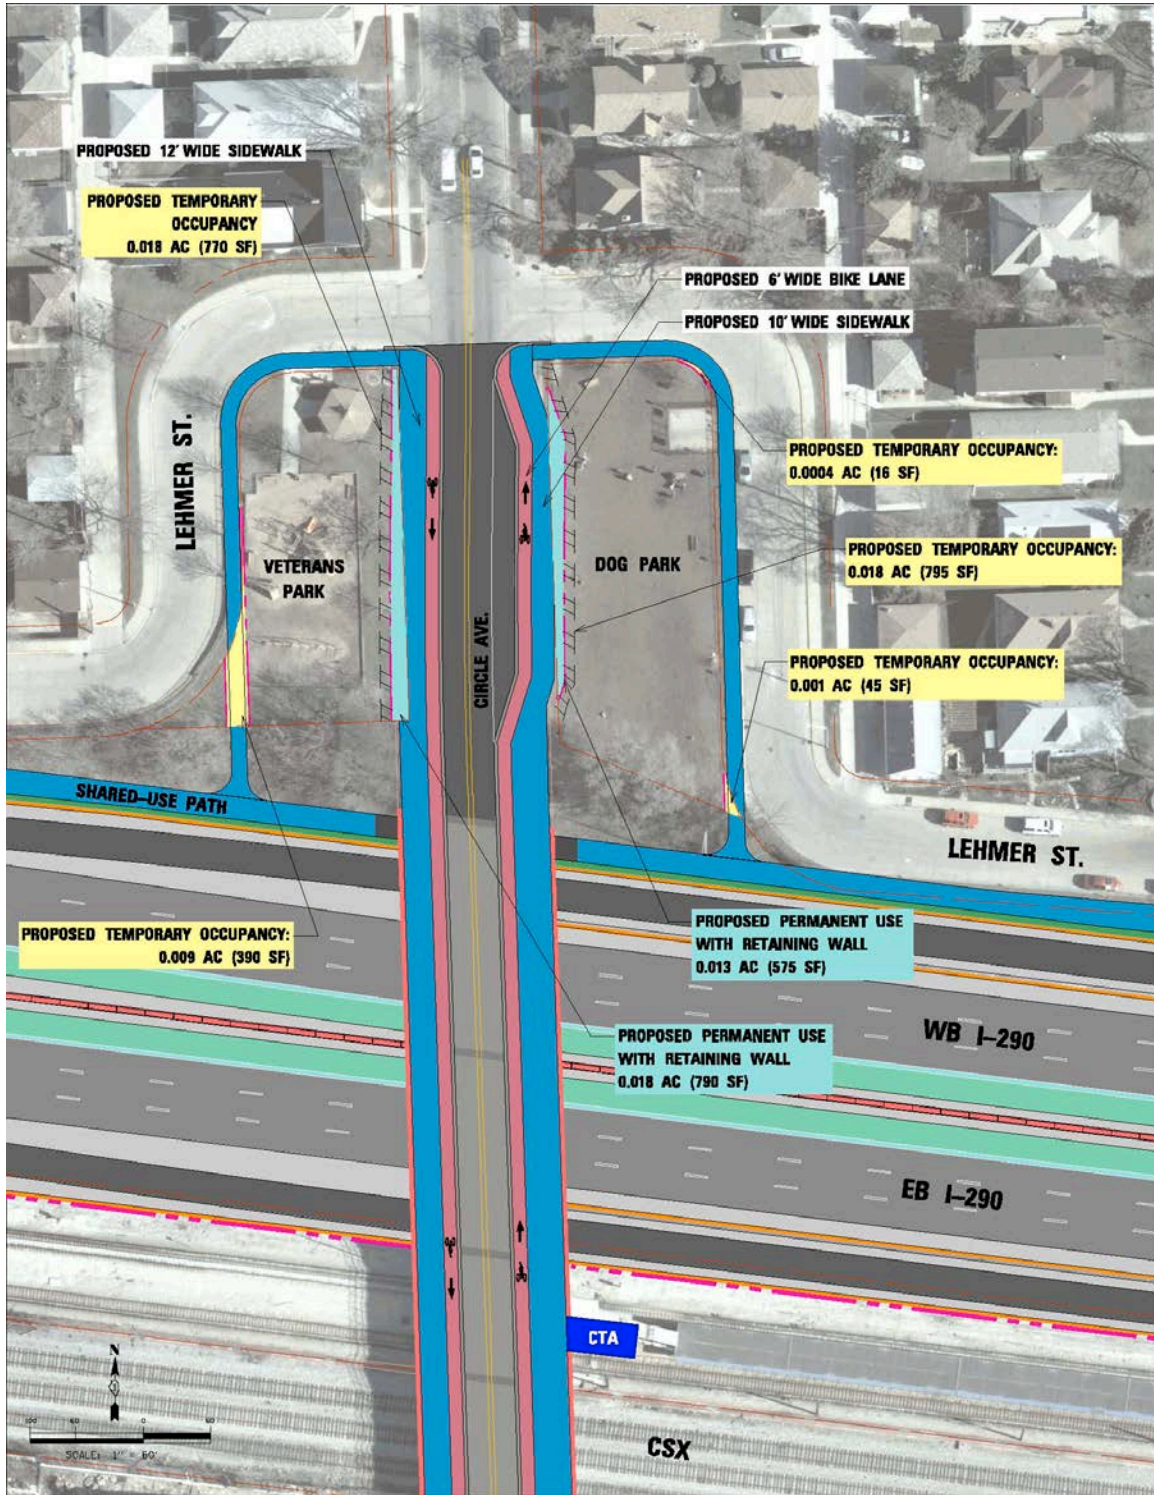 PROPOSED 12' WIDE SIDEWALK
PROPOSED TEMPORARY
OCCUPANCY
0.018 AC (770 SF)
PROPOSED 6' WIDE BIKE LANE
PROPOSED 10' WIDE SIDEWALK
LEHMER ST.
PROPOSED TEMPORARY OCCUPANCY:
0.0004 AC (16 SF)
VETERANS
PARK
DOG PARK
PROPOSED TEMPORARY OCCUPANCY:
0.018 AC (795 SF)
CIRCLE AVE.
PROPOSED TEMPORARY OCCUPANCY:
0.001 AC (45 SF)
SHARED-USE PATH
LEHMER ST.
PROPOSED TEMPORARY OCCUPANCY:
0.009 AC (390 SF)
PROPOSED PERMANENT USE
WITH RETAINING WALL
0.013 AC (575 SF)
WB I-290
PROPOSED PERMANENT USE
WITH RETAINING WALL
0.018 AC (790 SF)
EB I-290
CTA
N
SCALE: 1" = 60'
CSX